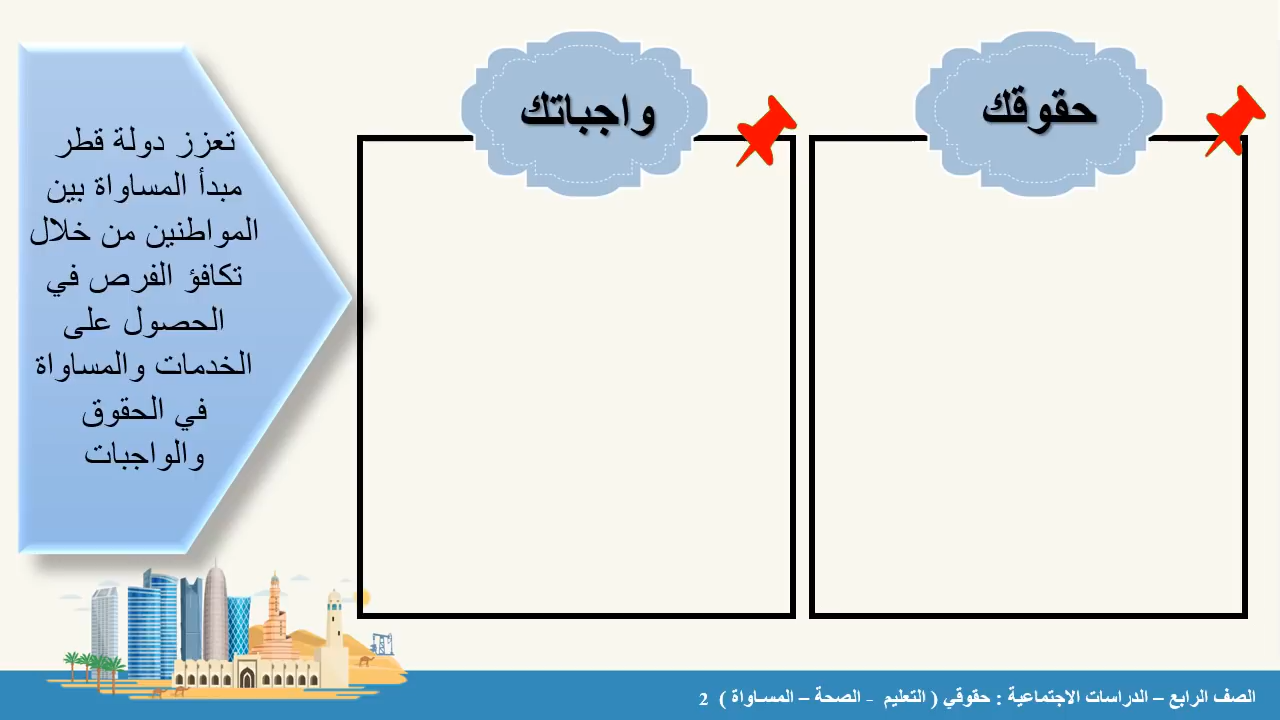 حقوقك
واجباتك
تعزز دولة قطر
مبدأ المساواة بين
المواطنين من خلال
تكافؤ الفرص في
الحصول على
الخدمات والمساواة
في الحقوق
والواجبات
الصف الرابع – الدراسات الاجتماعية : حقوقي ( التعليم - الصحة – المساواة ) 2